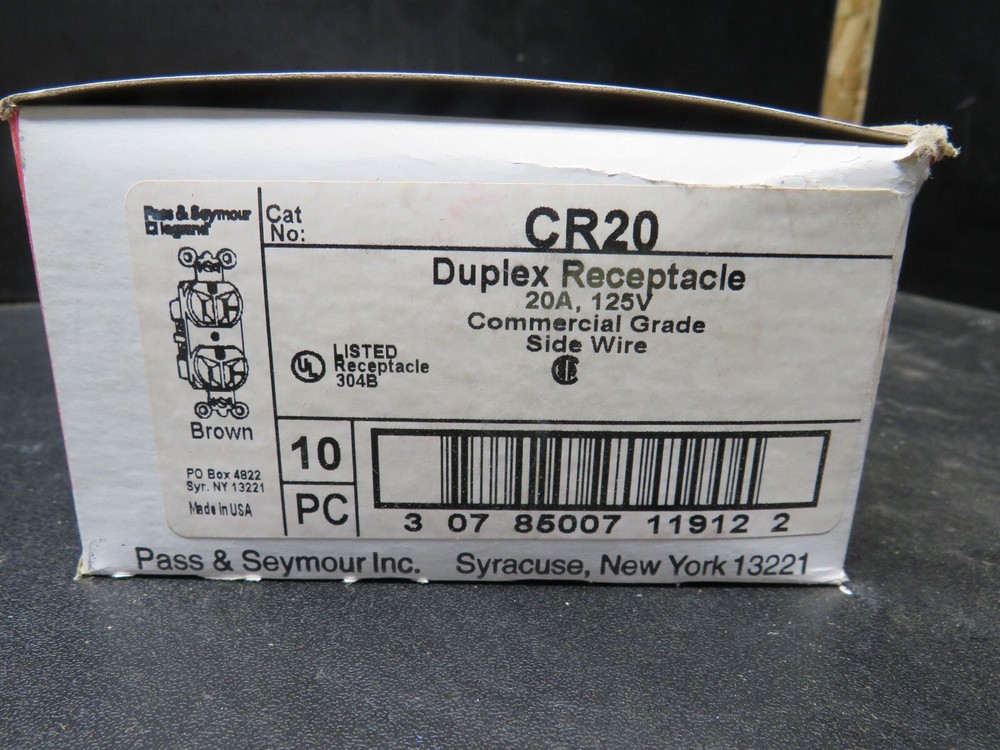 Pass & Seymour
legrand
Cat
No:
CR20
Duplex Receptacle
20A, 125V
Commercial Grade
Side Wire
UL
LISTED
Receptacle
304B
Brown
PO Box 4822
Syr. NY 13221
Made in USA
10
PC
3 07 85007 11912 2
Pass & Seymour Inc. Syracuse, New York 13221